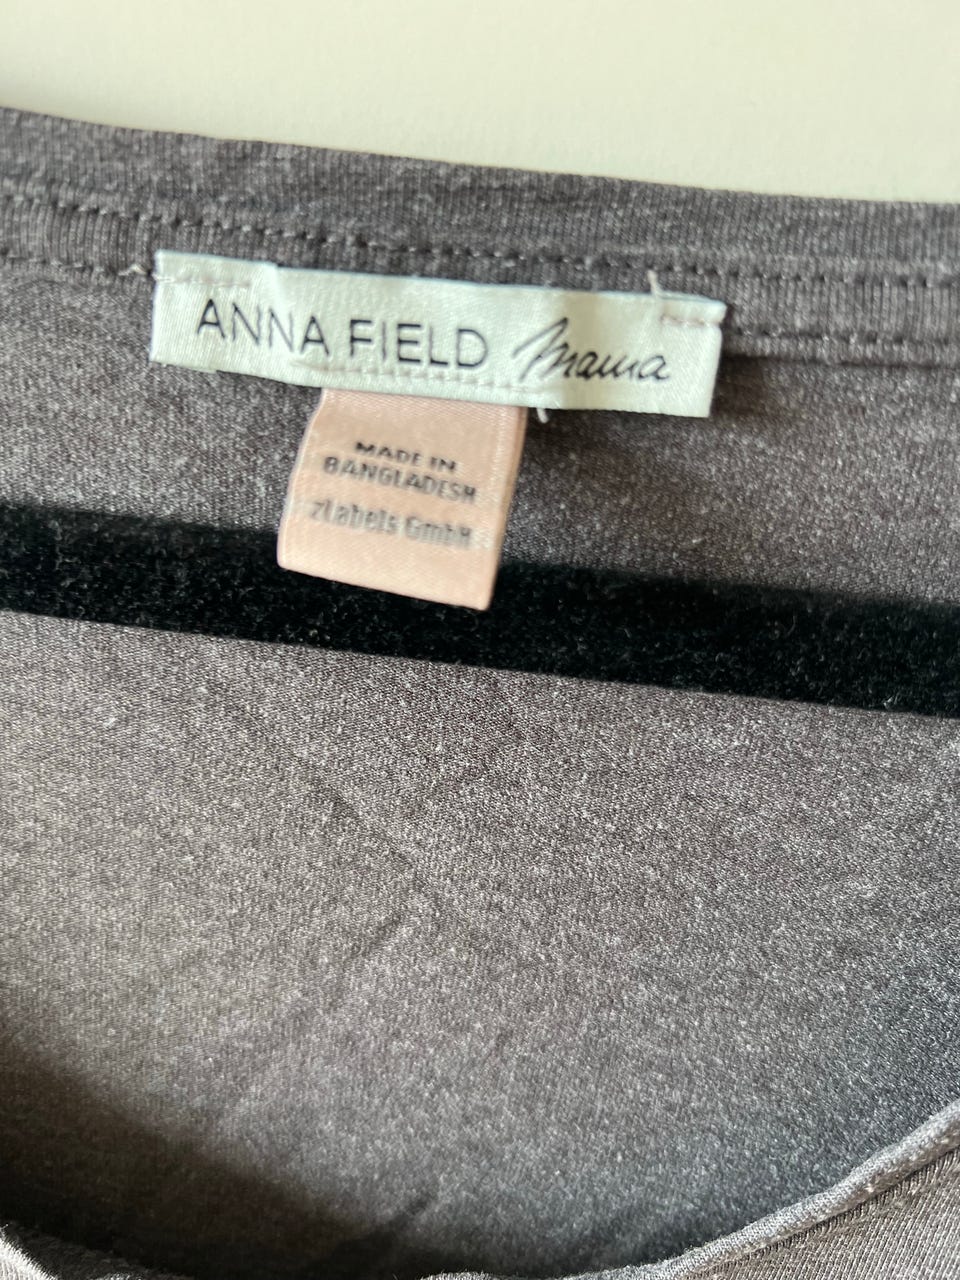 ANNA FIELD Mama
MADE IN
BANGLADESH
zLabels GmbH